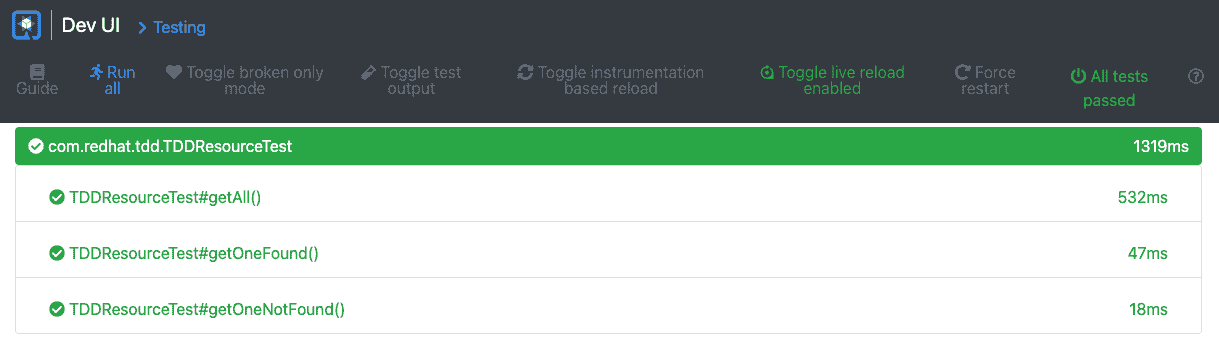 Dev UI > Testing
Guide
Run all
Toggle broken only mode
Toggle test output
Toggle instrumentation based reload
Toggle live reload enabled
Force restart
All tests passed
com.redhat.tdd.TDDResourceTest 1319ms
TDDResourceTest#getAll() 532ms
TDDResourceTest#getOneFound() 47ms
TDDResourceTest#getOneNotFound() 18ms